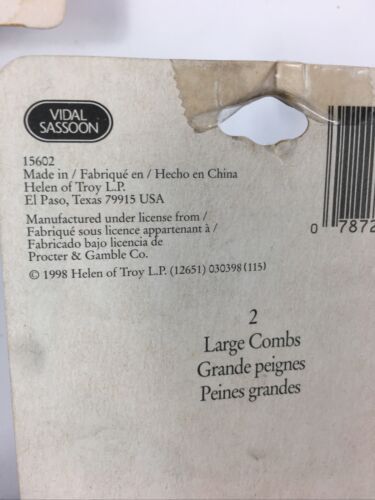 VIDAL
SASSOON
15602
Made in / Fabriqué en / Hecho en China
Helen of Troy L.P.
El Paso, Texas 79915 USA
Manufactured under license from /
Fabriqué sous licence appartenant à /
Fabricado bajo licencia de
Procter & Gamble Co.
© 1998 Helen of Troy L.P. (12651) 030398 (115)
0 7872
2
Large Combs
Grande peignes
Peines grandes